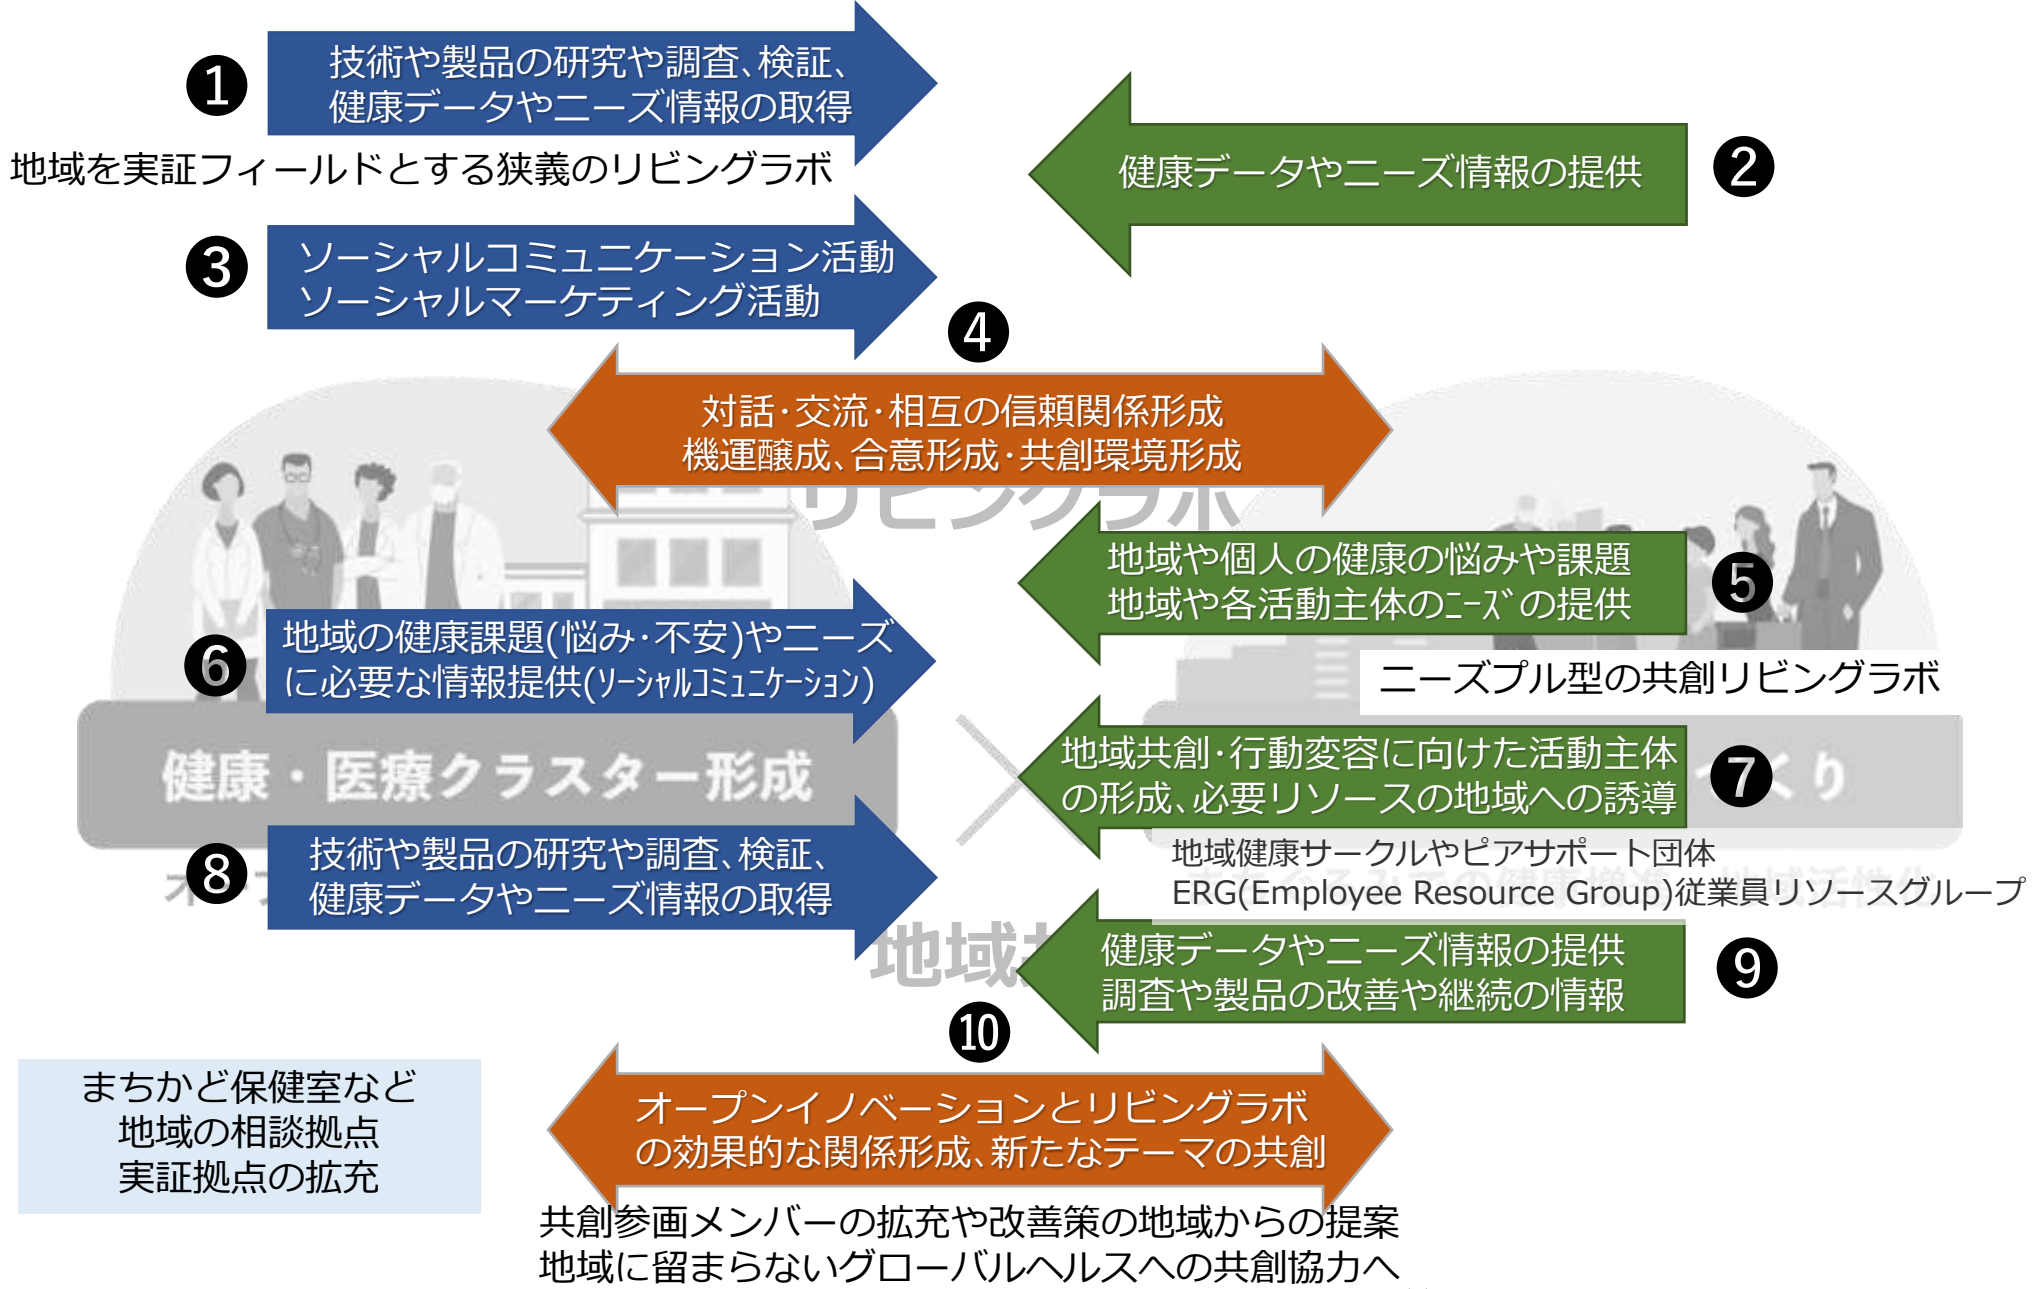 ❶
技術や製品の研究や調査、検証、
健康データやニーズ情報の取得
地域を実証フィールドとする狭義のリビングラボ
健康データやニーズ情報の提供
❷
❸
ソーシャルコミュニケーション活動
ソーシャルマーケティング活動
❹
対話･交流･相互の信頼関係形成
機運醸成、合意形成･共創環境形成
リビングラボ
地域や個人の健康の悩みや課題
地域や各活動主体のﾆｰｽﾞの提供
❺
❻
地域の健康課題(悩み･不安)やニーズ
に必要な情報提供(ｿｰｼｬﾙｺﾐｭﾆｹｰｼｮﾝ)
ニーズプル型の共創リビングラボ
健康・医療クラスター形成
地域共創･行動変容に向けた活動主体
の形成、必要リソースの地域への誘導
❼
くり
❽
技術や製品の研究や調査、検証、
健康データやニーズ情報の取得
地域健康サークルやピアサポート団体
ERG(Employee Resource Group)従業員リソースグループ
地域
健康データやニーズ情報の提供
調査や製品の改善や継続の情報
❾
❿
まちかど保健室など
地域の相談拠点
実証拠点の拡充
オープンイノベーションとリビングラボ
の効果的な関係形成、新たなテーマの共創
共創参画メンバーの拡充や改善策の地域からの提案
地域に留まらないグローバルヘルスへの共創協力へ